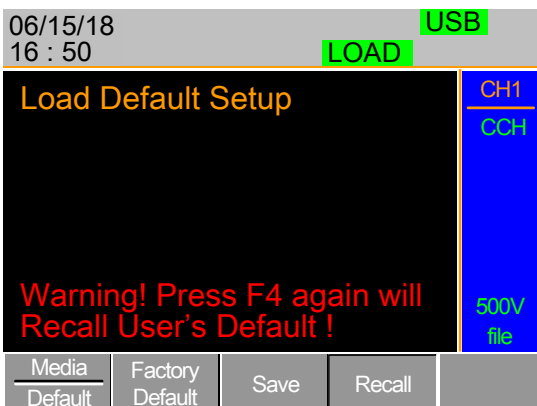 06/15/18
USB
16 : 50
LOAD
Load Default Setup
CH1
CCH
Warning! Press F4 again will
Recall User's Default !
500V
file
Media
Default
Factory
Default
Save
Recall